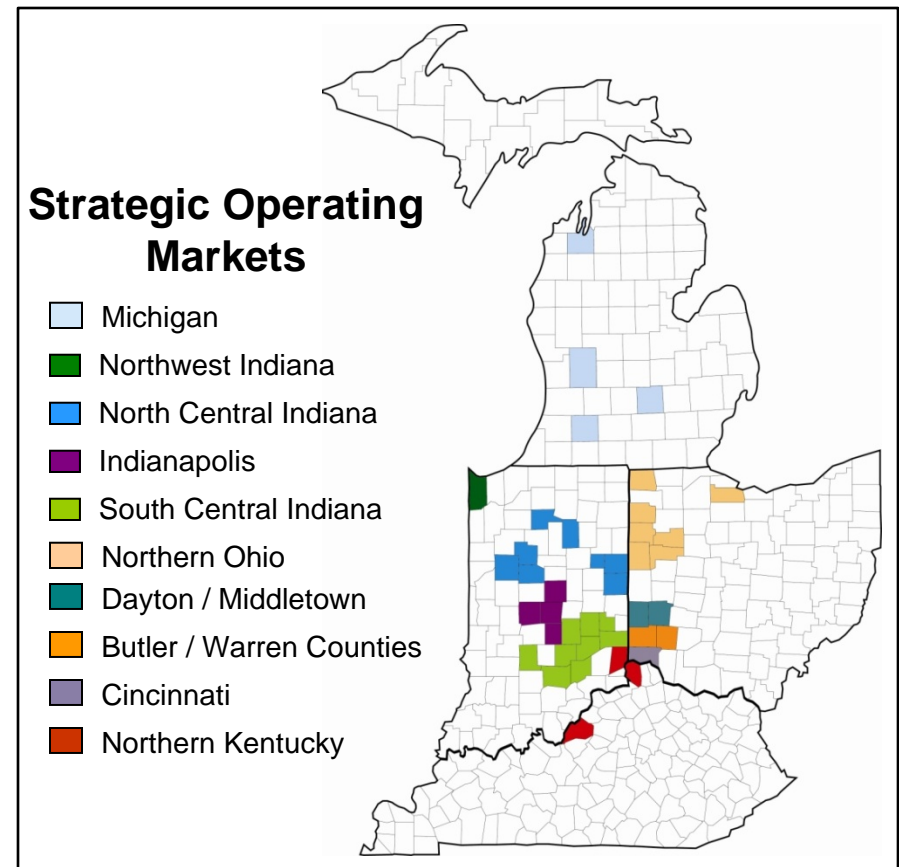 Strategic Operating
Markets
Michigan
Northwest Indiana
North Central Indiana
Indianapolis
South Central Indiana
Northern Ohio
Dayton / Middletown
Butler / Warren Counties
Cincinnati
Northern Kentucky